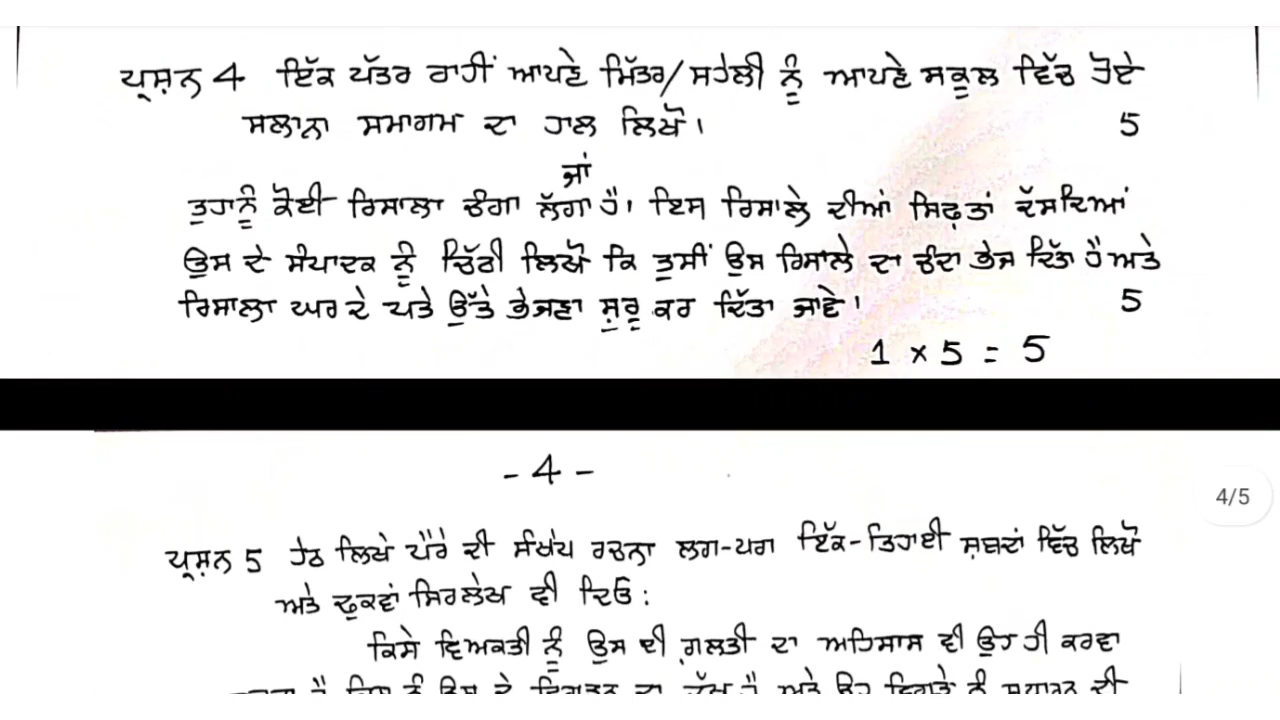 ਪ੍ਰਸ਼ਨ 4 ਇੱਕ ਪੱਤਰ ਰਾਹੀਂ ਆਪਣੇ ਮਿੱਤਰ/ਸਹੇਲੀ ਨੂੰ ਆਪਣੇ ਸਕੂਲ ਵਿੱਚ ਹੋਏ
ਸਲਾਨਾ ਸਮਾਗਮ ਦਾ ਹਾਲ ਲਿਖੋ। 5
ਜਾਂ
ਤੁਹਾਨੂੰ ਕੋਈ ਰਿਸਾਲਾ ਚੰਗਾ ਲੱਗਾ ਹੈ। ਇਸ ਰਿਸਾਲੇ ਦੀਆਂ ਸਿਫ਼ਤਾਂ ਦੱਸਦਿਆਂ
ਉਸ ਦੇ ਸੰਪਾਦਕ ਨੂੰ ਚਿੱਠੀ ਲਿਖੋ ਕਿ ਤੁਸੀਂ ਉਸ ਰਿਸਾਲੇ ਦਾ ਚੰਦਾ ਭੇਜ ਦਿੱਤਾ ਹੈ ਅਤੇ
ਰਿਸਾਲਾ ਘਰ ਦੇ ਪਤੇ ਉੱਤੇ ਭੇਜਣਾ ਸ਼ੁਰੂ ਕਰ ਦਿੱਤਾ ਜਾਵੇ। 5
1 × 5 = 5
- 4 -
4/5
ਪ੍ਰਸ਼ਨ 5 ਹੇਠ ਲਿਖੇ ਪੈਰੇ ਦੀ ਸੰਖੇਪ ਰਚਨਾ ਲਗ-ਪਗ ਇੱਕ-ਤਿਹਾਈ ਸ਼ਬਦਾਂ ਵਿੱਚ ਲਿਖੋ
ਅਤੇ ਢੁਕਵਾਂ ਸਿਰਲੇਖ ਵੀ ਦਿਓ :
ਕਿਸੇ ਵਿਅਕਤੀ ਨੂੰ ਉਸ ਦੀ ਗ਼ਲਤੀ ਦਾ ਅਹਿਸਾਸ ਵੀ ਉਹ ਹੀ ਕਰਵਾ